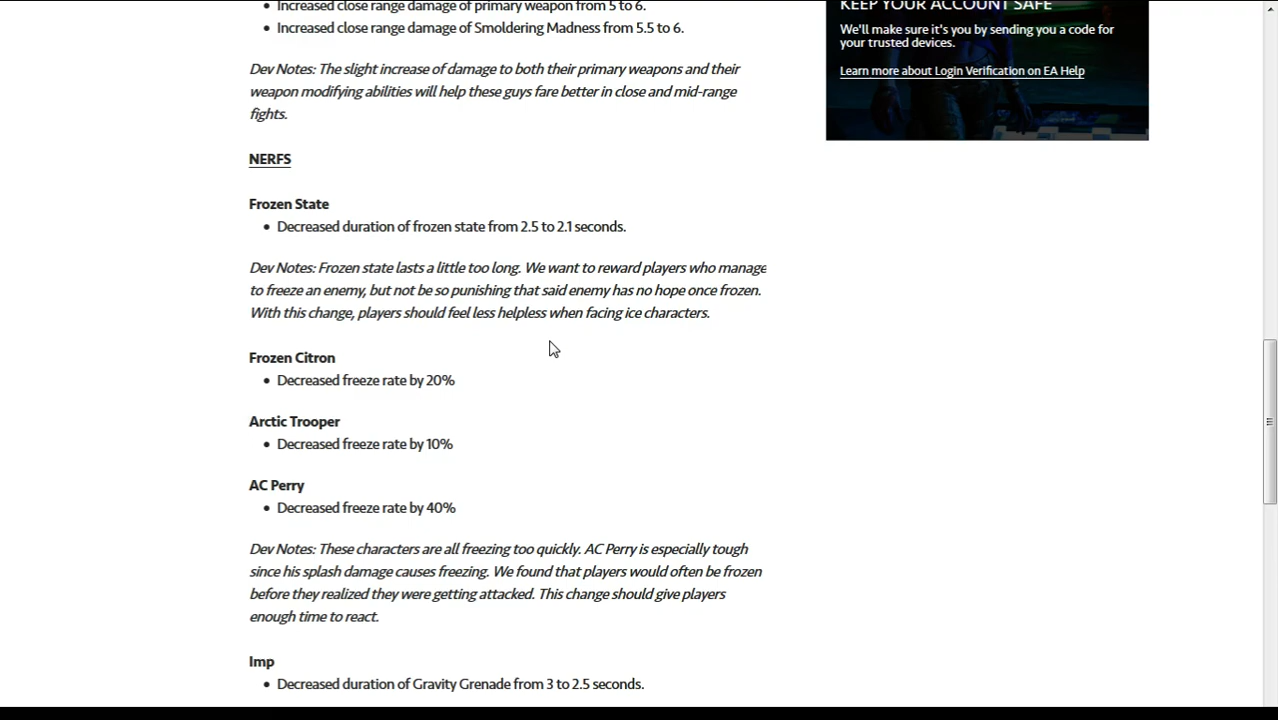 Increased close range damage of primary weapon from 5 to 6.
Increased close range damage of Smoldering Madness from 5.5 to 6.
Dev Notes: The slight increase of damage to both their primary weapons and their
weapon modifying abilities will help these guys fare better in close and mid-range
fights.
NERFS
Frozen State
Decreased duration of frozen state from 2.5 to 2.1 seconds.
Dev Notes: Frozen state lasts a little too long. We want to reward players who manage
to freeze an enemy, but not be so punishing that said enemy has no hope once frozen.
With this change, players should feel less helpless when facing ice characters.
Frozen Citron
Decreased freeze rate by 20%
Arctic Trooper
Decreased freeze rate by 10%
AC Perry
Decreased freeze rate by 40%
Dev Notes: These characters are all freezing too quickly. AC Perry is especially tough
since his splash damage causes freezing. We found that players would often be frozen
before they realized they were getting attacked. This change should give players
enough time to react.
Imp
Decreased duration of Gravity Grenade from 3 to 2.5 seconds.
KEEP YOUR ACCOUNT SAFE
We'll make sure it's you by sending you a code for
your trusted devices.
Learn more about Login Verification on EA Help